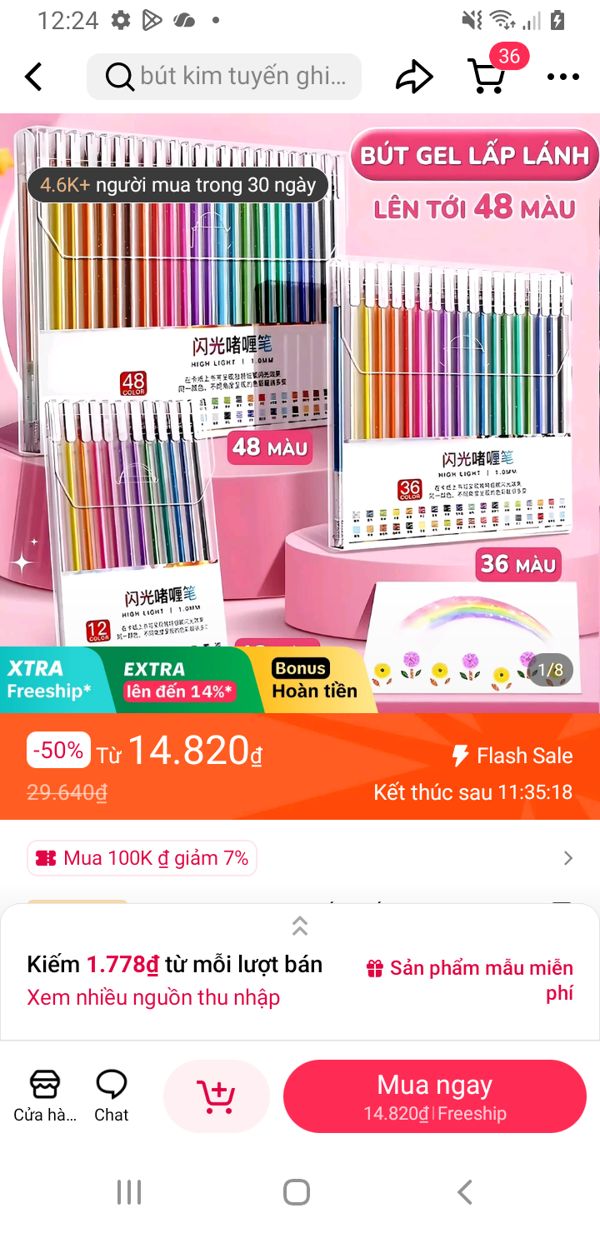 12:24
bút kim tuyến ghi...
36
BÚT GEL LẤP LÁNH
4.6K+ người mua trong 30 ngày
LÊN TỚI 48 MÀU
闪光啫喱笔
HIGH LIGHT | 1.0MM
48
COLOR
48 MÀU
闪光啫喱笔
HIGH LIGHT | 1.0MM
36
COLOR
36 MÀU
闪光啫喱笔
HIGH LIGHT | 1.0MM
12
COLOR
1/8
XTRA
Freeship*
EXTRA
lên đến 14%*
Bonus
Hoàn tiền
-50% Từ 14.820₫
Flash Sale
29.640₫
Kết thúc sau 11:35:18
Mua 100K ₫ giảm 7%
Kiếm 1.778₫ từ mỗi lượt bán
Xem nhiều nguồn thu nhập
Sản phẩm mẫu miễn
phí
Cửa hà...
Chat
Mua ngay
14.820₫ | Freeship